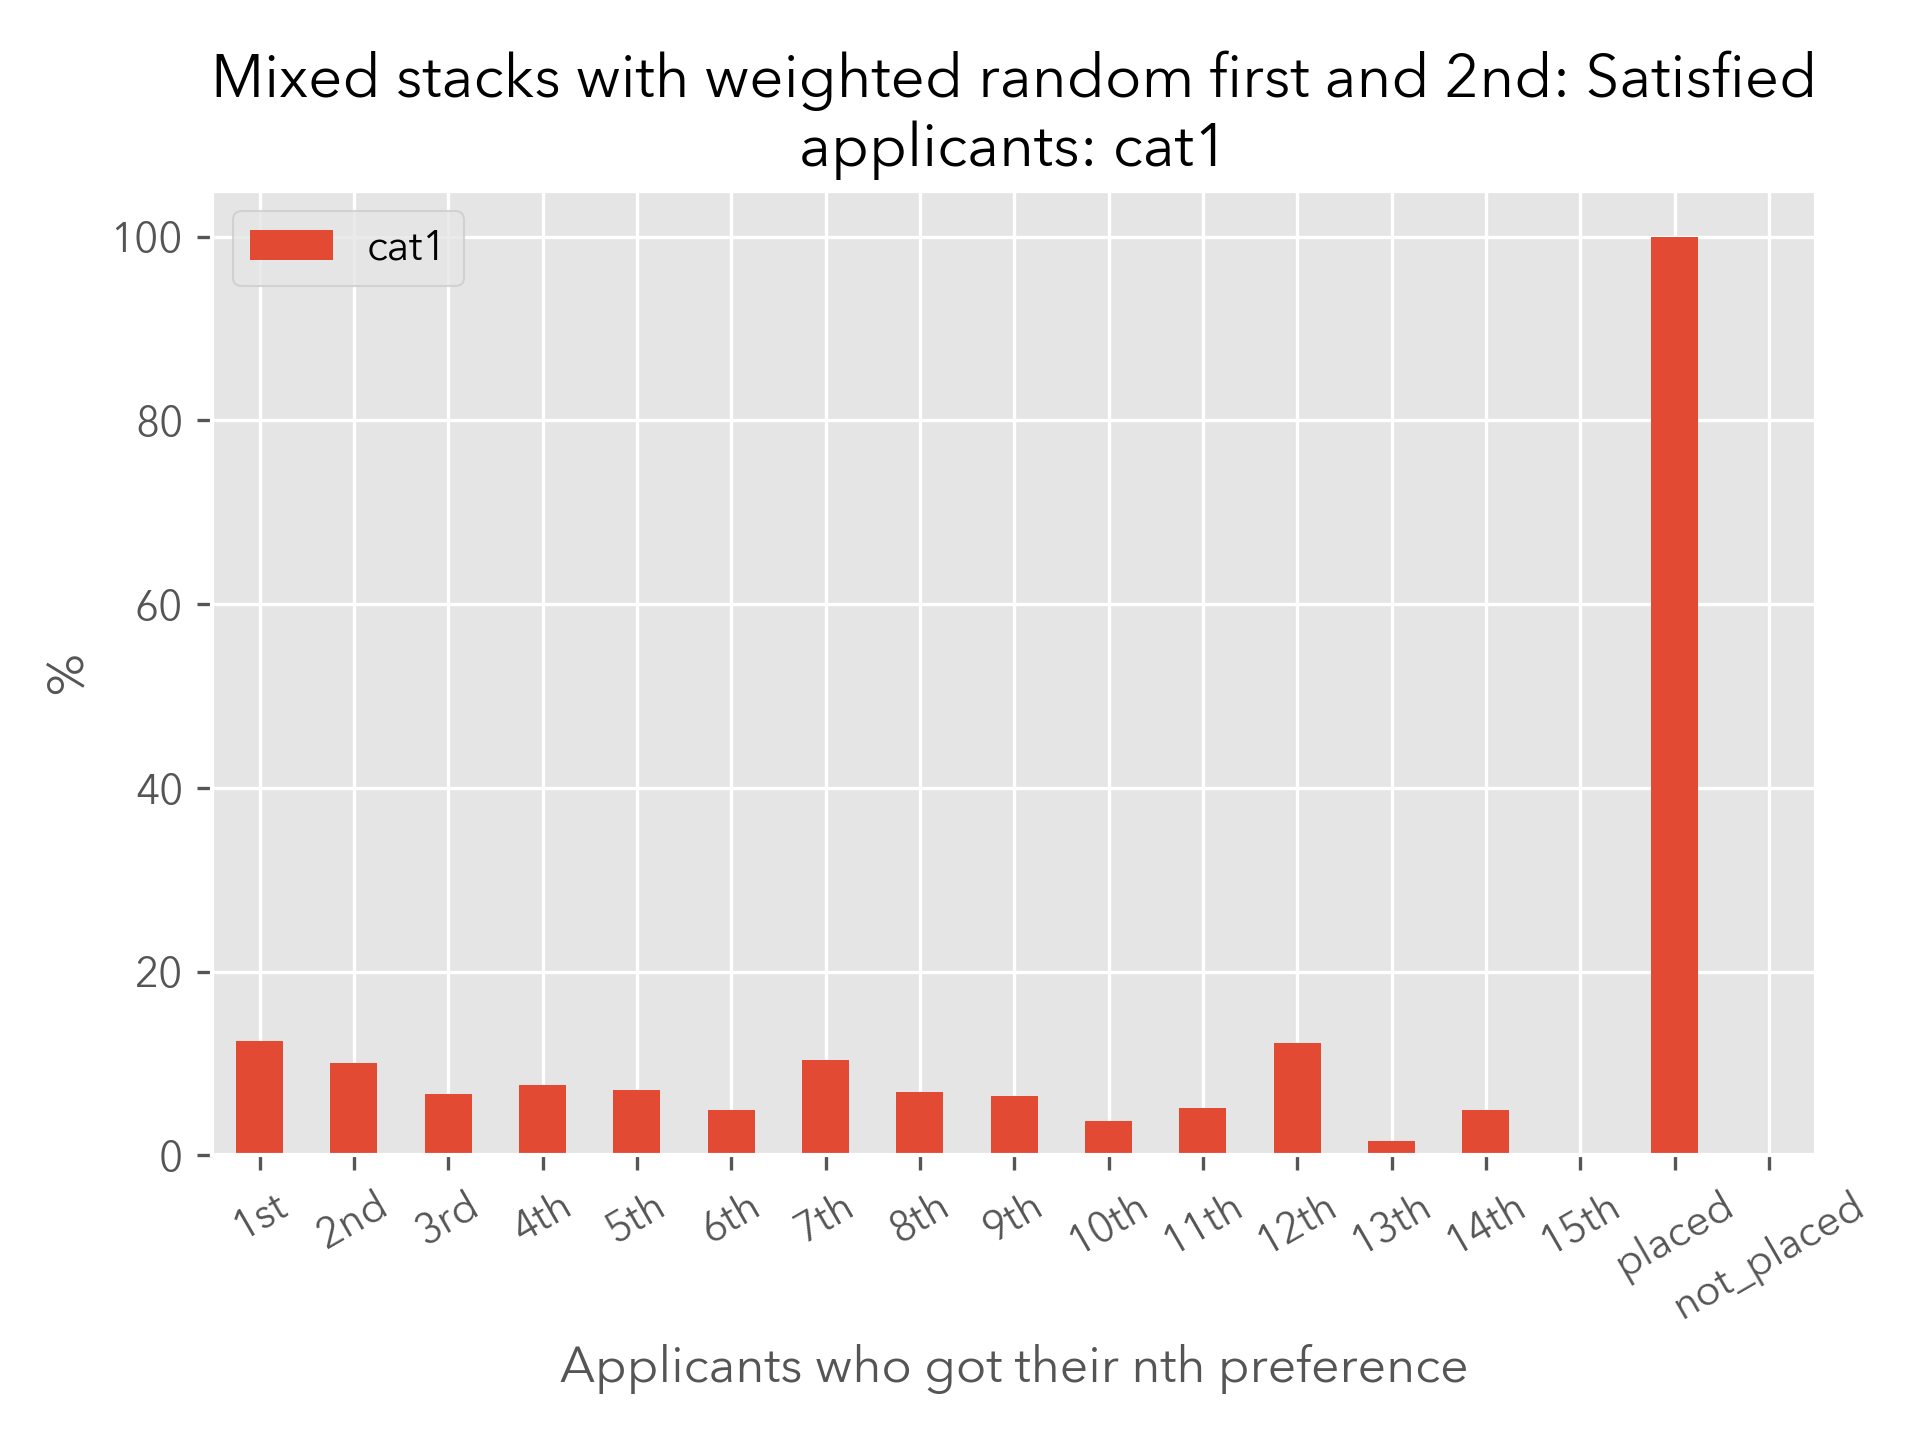 Mixed stacks with weighted random first and 2nd: Satisfied
applicants: cat1
cat1
100
80
60
40
20
0
%
1st
2nd
3rd
4th
5th
6th
7th
8th
9th
10th
11th
12th
13th
14th
15th
placed
not_placed
Applicants who got their nth preference